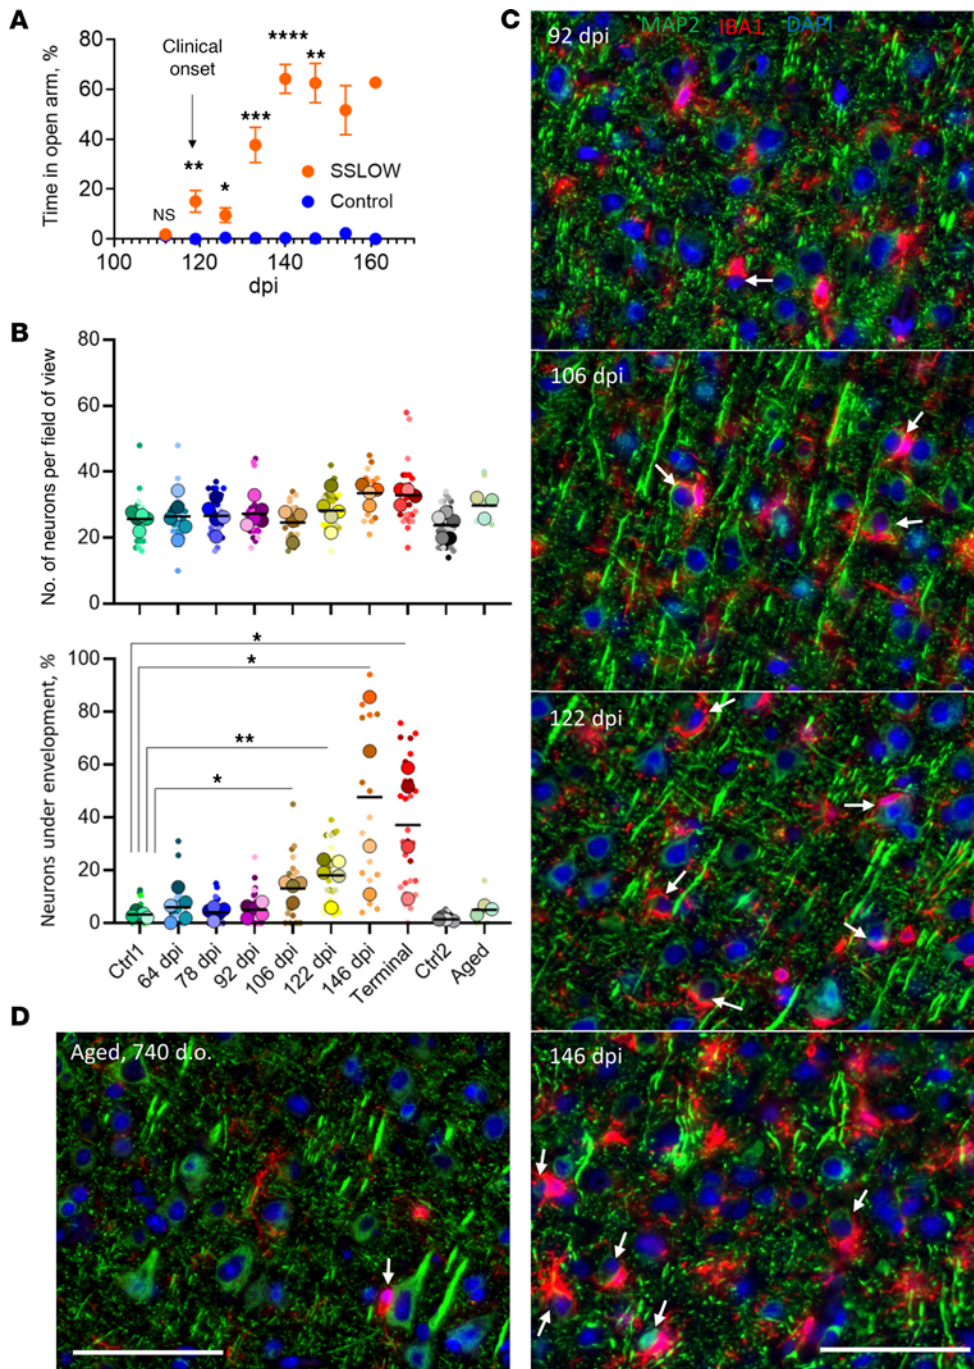 A
Time in open arm, %
80
60
40
20
0
Clinical
onset
NS
**
*
***
****
**
SSLOW
Control
100
120
140
160
dpi
B
No. of neurons per field of view
80
60
40
20
0
Neurons under envelopment, %
100
80
60
40
20
0
*
*
**
*
Ctrl1
64 dpi
78 dpi
92 dpi
106 dpi
122 dpi
146 dpi
Terminal
Ctrl2
Aged
C
92 dpi
MAP2 IBA1 DAPI
106 dpi
122 dpi
146 dpi
D
Aged, 740 d.o.